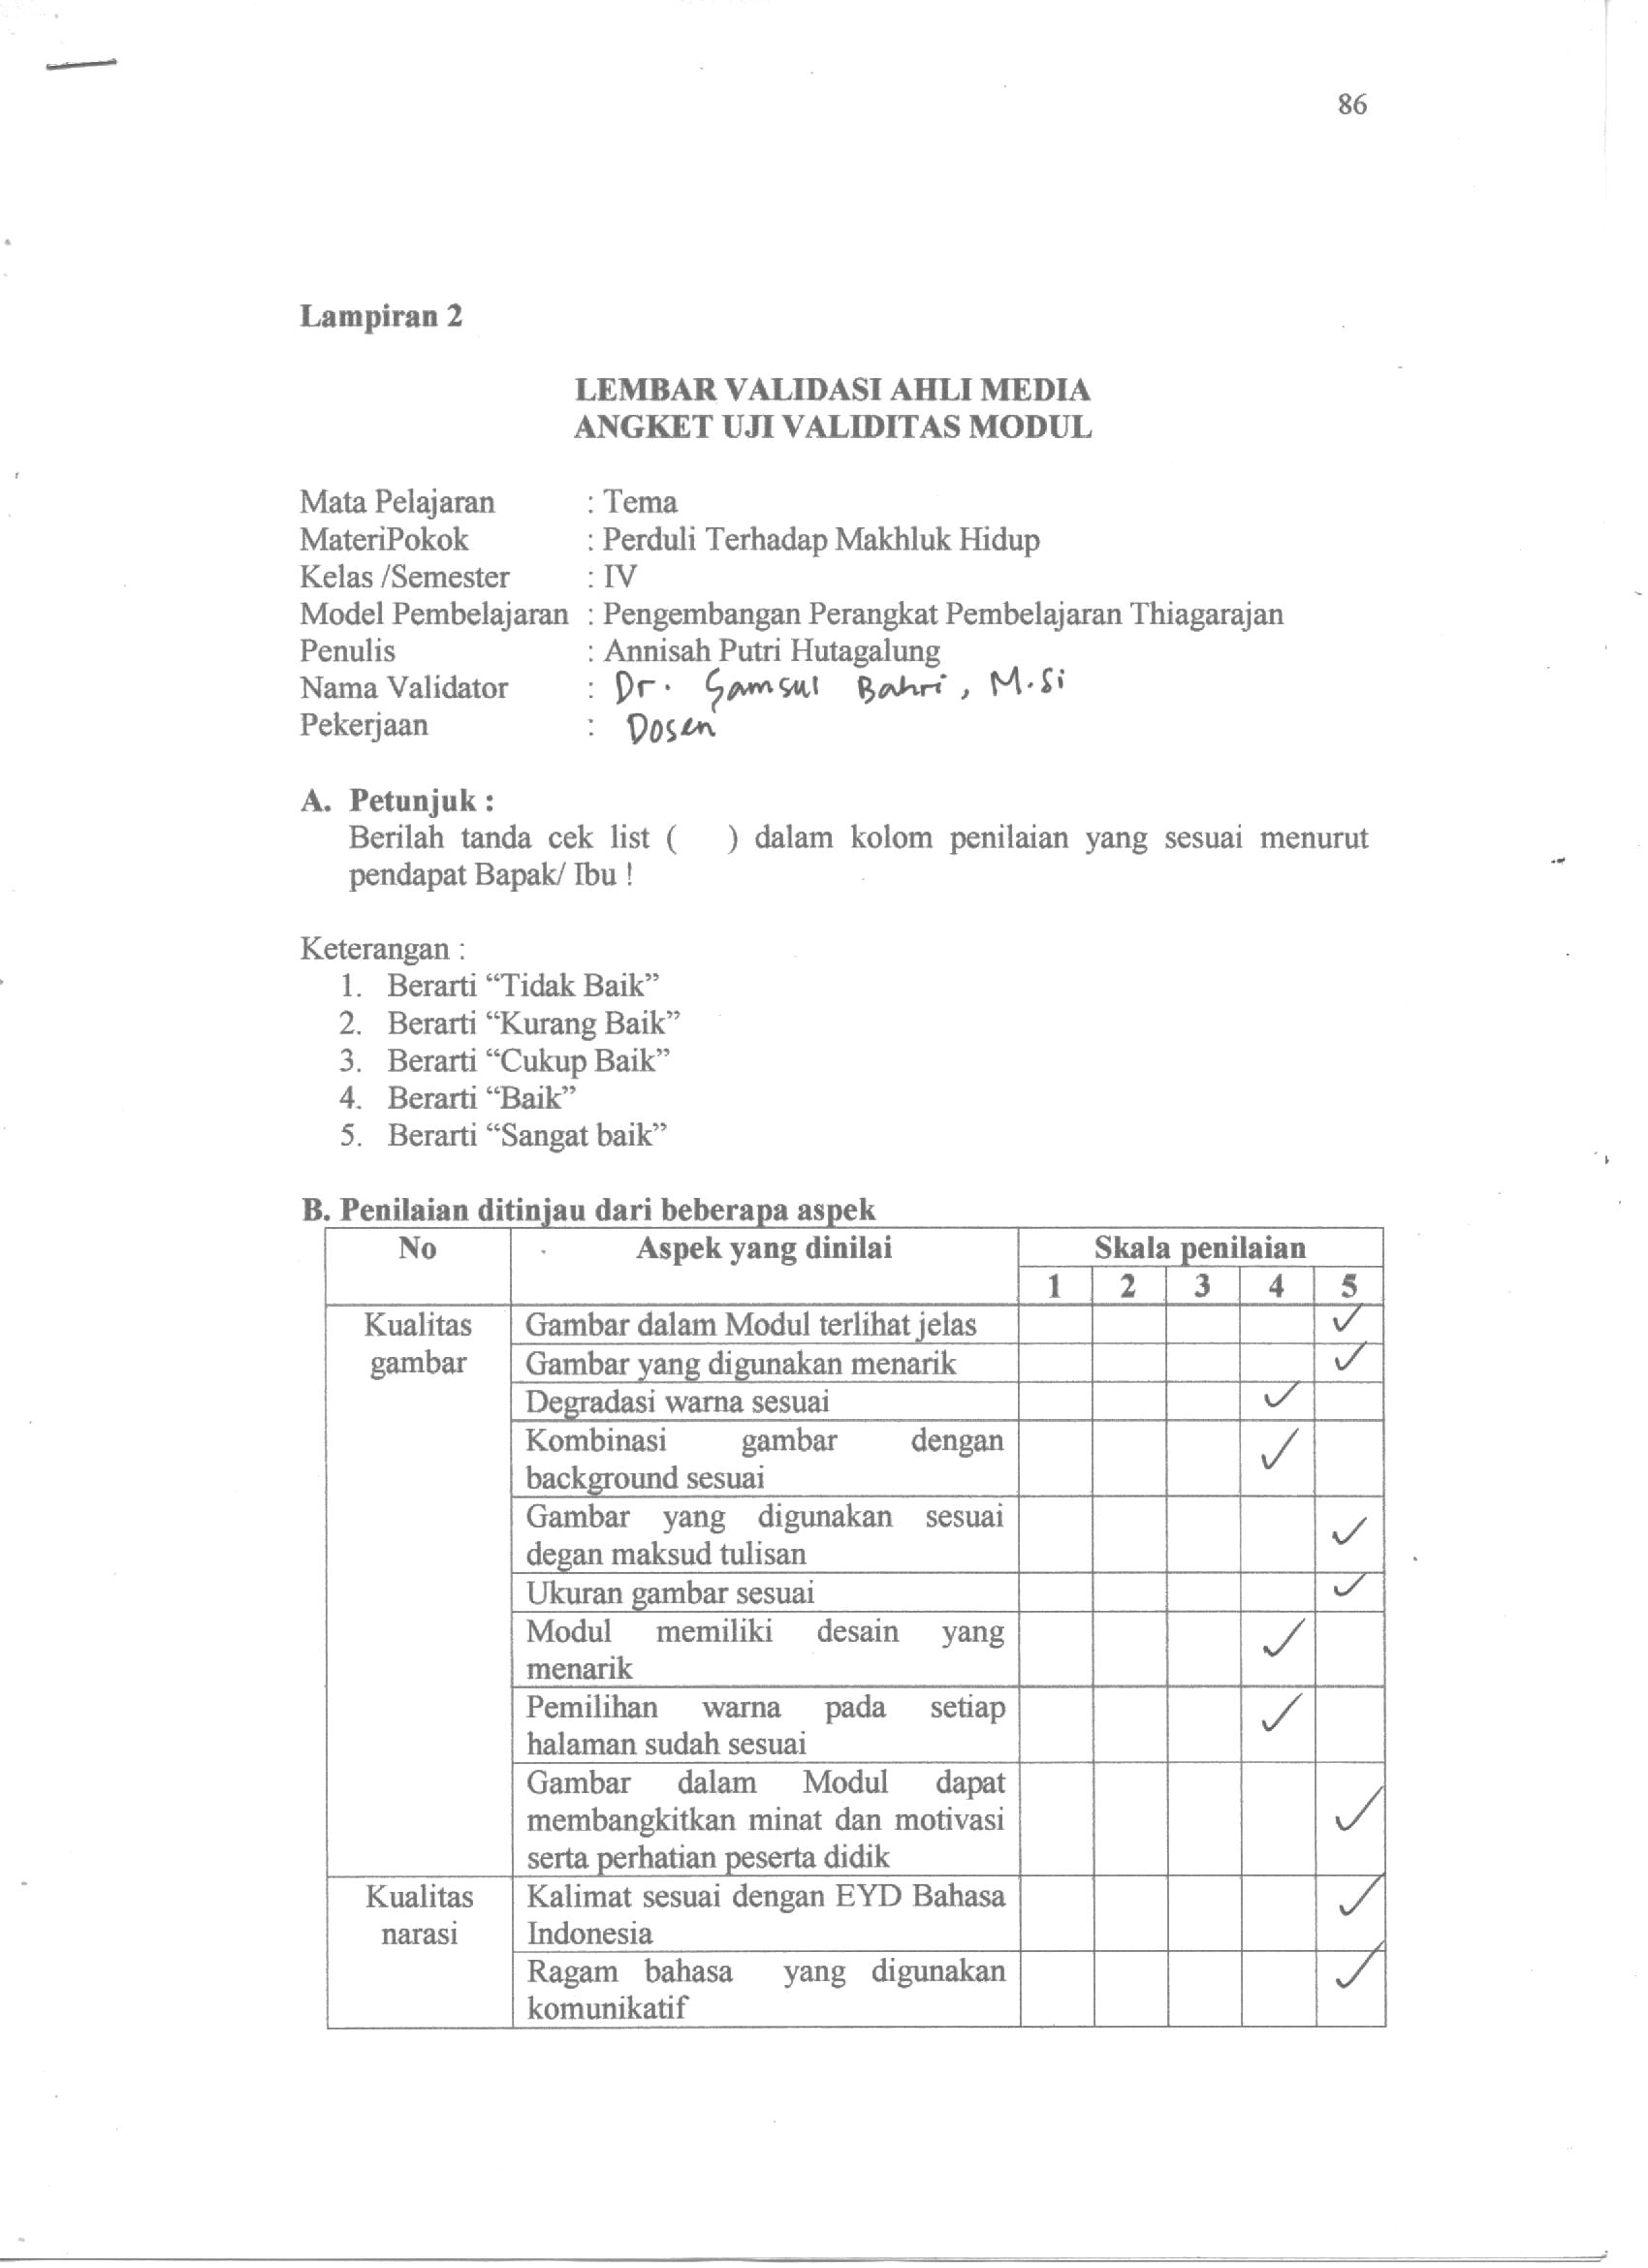 86
Lampiran 2
LEMBAR VALIDASI AHLI MEDIA
ANGKET UJI VALIDITAS MODUL
Mata Pelajaran : Tema
MateriPokok : Perduli Terhadap Makhluk Hidup
Kelas /Semester : IV
Model Pembelajaran : Pengembangan Perangkat Pembelajaran Thiagarajan
Penulis : Annisah Putri Hutagalung
Nama Validator : Dr. Samsul Bahri, M.Si
Pekerjaan : Dosen
A. Petunjuk :
Berilah tanda cek list ( ) dalam kolom penilaian yang sesuai menurut
pendapat Bapak/ Ibu !
Keterangan :
1. Berarti “Tidak Baik”
2. Berarti “Kurang Baik”
3. Berarti “Cukup Baik”
4. Berarti “Baik”
5. Berarti “Sangat baik”
B. Penilaian ditinjau dari beberapa aspek
No Aspek yang dinilai Skala penilaian
1 2 3 4 5
Kualitas Gambar dalam Modul terlihat jelas ✓
gambar Gambar yang digunakan menarik ✓
Degradasi warna sesuai ✓
Kombinasi gambar dengan ✓
background sesuai
Gambar yang digunakan sesuai ✓
degan maksud tulisan
Ukuran gambar sesuai ✓
Modul memiliki desain yang ✓
menarik
Pemilihan warna pada setiap ✓
halaman sudah sesuai
Gambar dalam Modul dapat
membangkitkan minat dan motivasi ✓
serta perhatian peserta didik
Kualitas Kalimat sesuai dengan EYD Bahasa ✓
narasi Indonesia
Ragam bahasa yang digunakan ✓
komunikatif